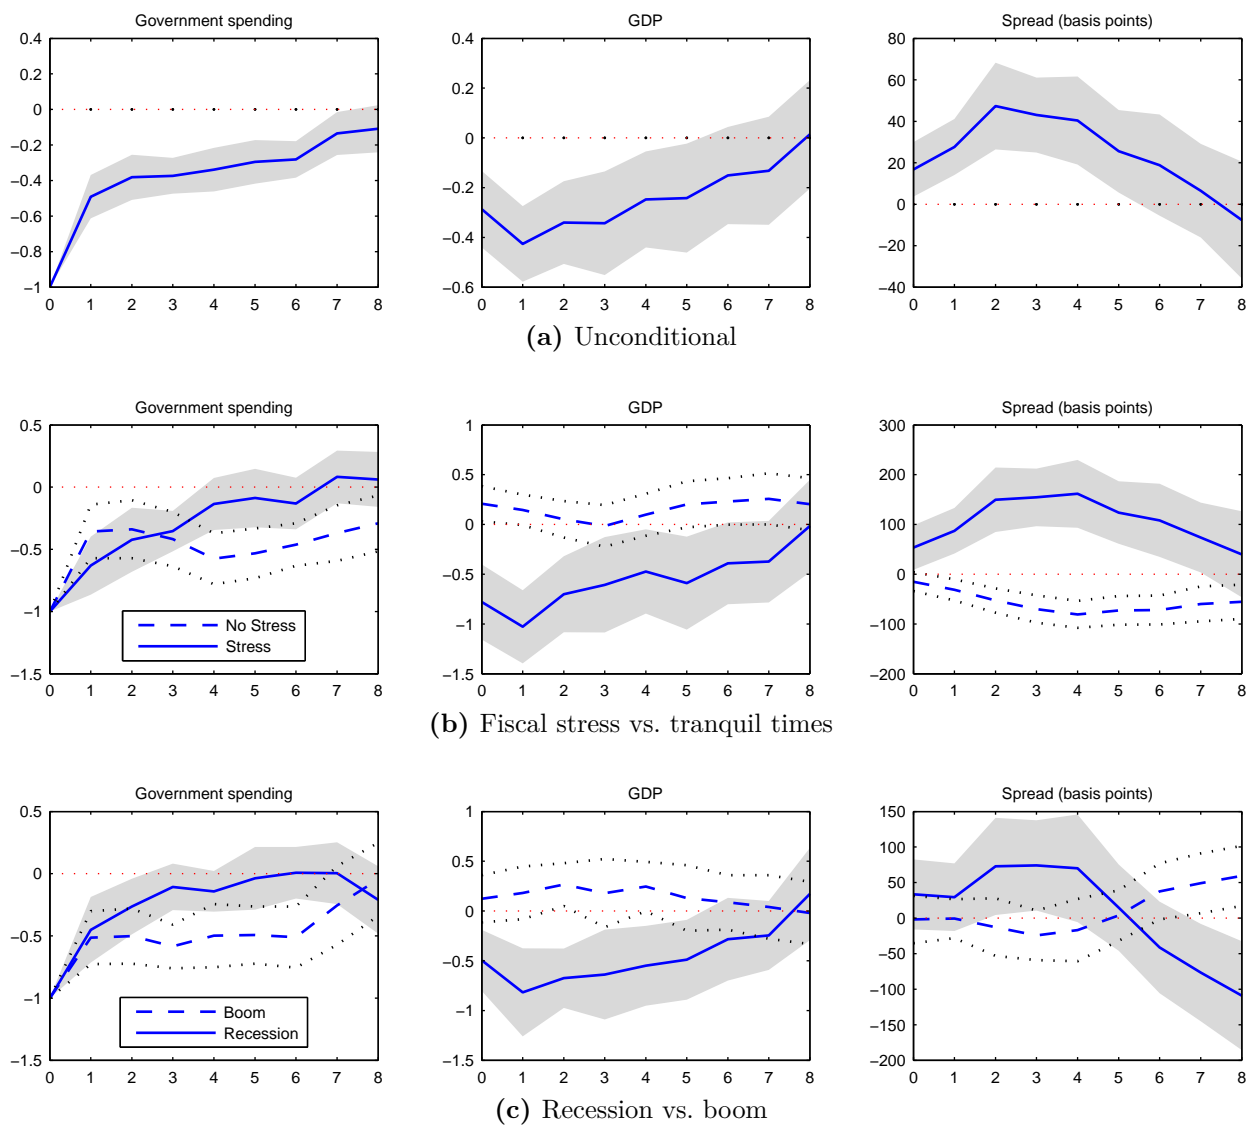 Government spending
GDP
Spread (basis points)
0.4
0.2
0
−0.2
−0.4
−0.6
−0.8
−1
0 1 2 3 4 5 6 7 8
0.4
0.2
0
−0.2
−0.4
−0.6
0 1 2 3 4 5 6 7 8
80
60
40
20
0
−20
−40
0 1 2 3 4 5 6 7 8
(a) Unconditional
Government spending
GDP
Spread (basis points)
0.5
0
−0.5
−1
−1.5
No Stress
Stress
0 1 2 3 4 5 6 7 8
1
0.5
0
−0.5
−1
−1.5
0 1 2 3 4 5 6 7 8
300
200
100
0
−100
−200
0 1 2 3 4 5 6 7 8
(b) Fiscal stress vs. tranquil times
Government spending
GDP
Spread (basis points)
0.5
0
−0.5
−1
−1.5
Boom
Recession
0 1 2 3 4 5 6 7 8
1
0.5
0
−0.5
−1
−1.5
0 1 2 3 4 5 6 7 8
150
100
50
0
−50
−100
−150
−200
0 1 2 3 4 5 6 7 8
(c) Recession vs. boom